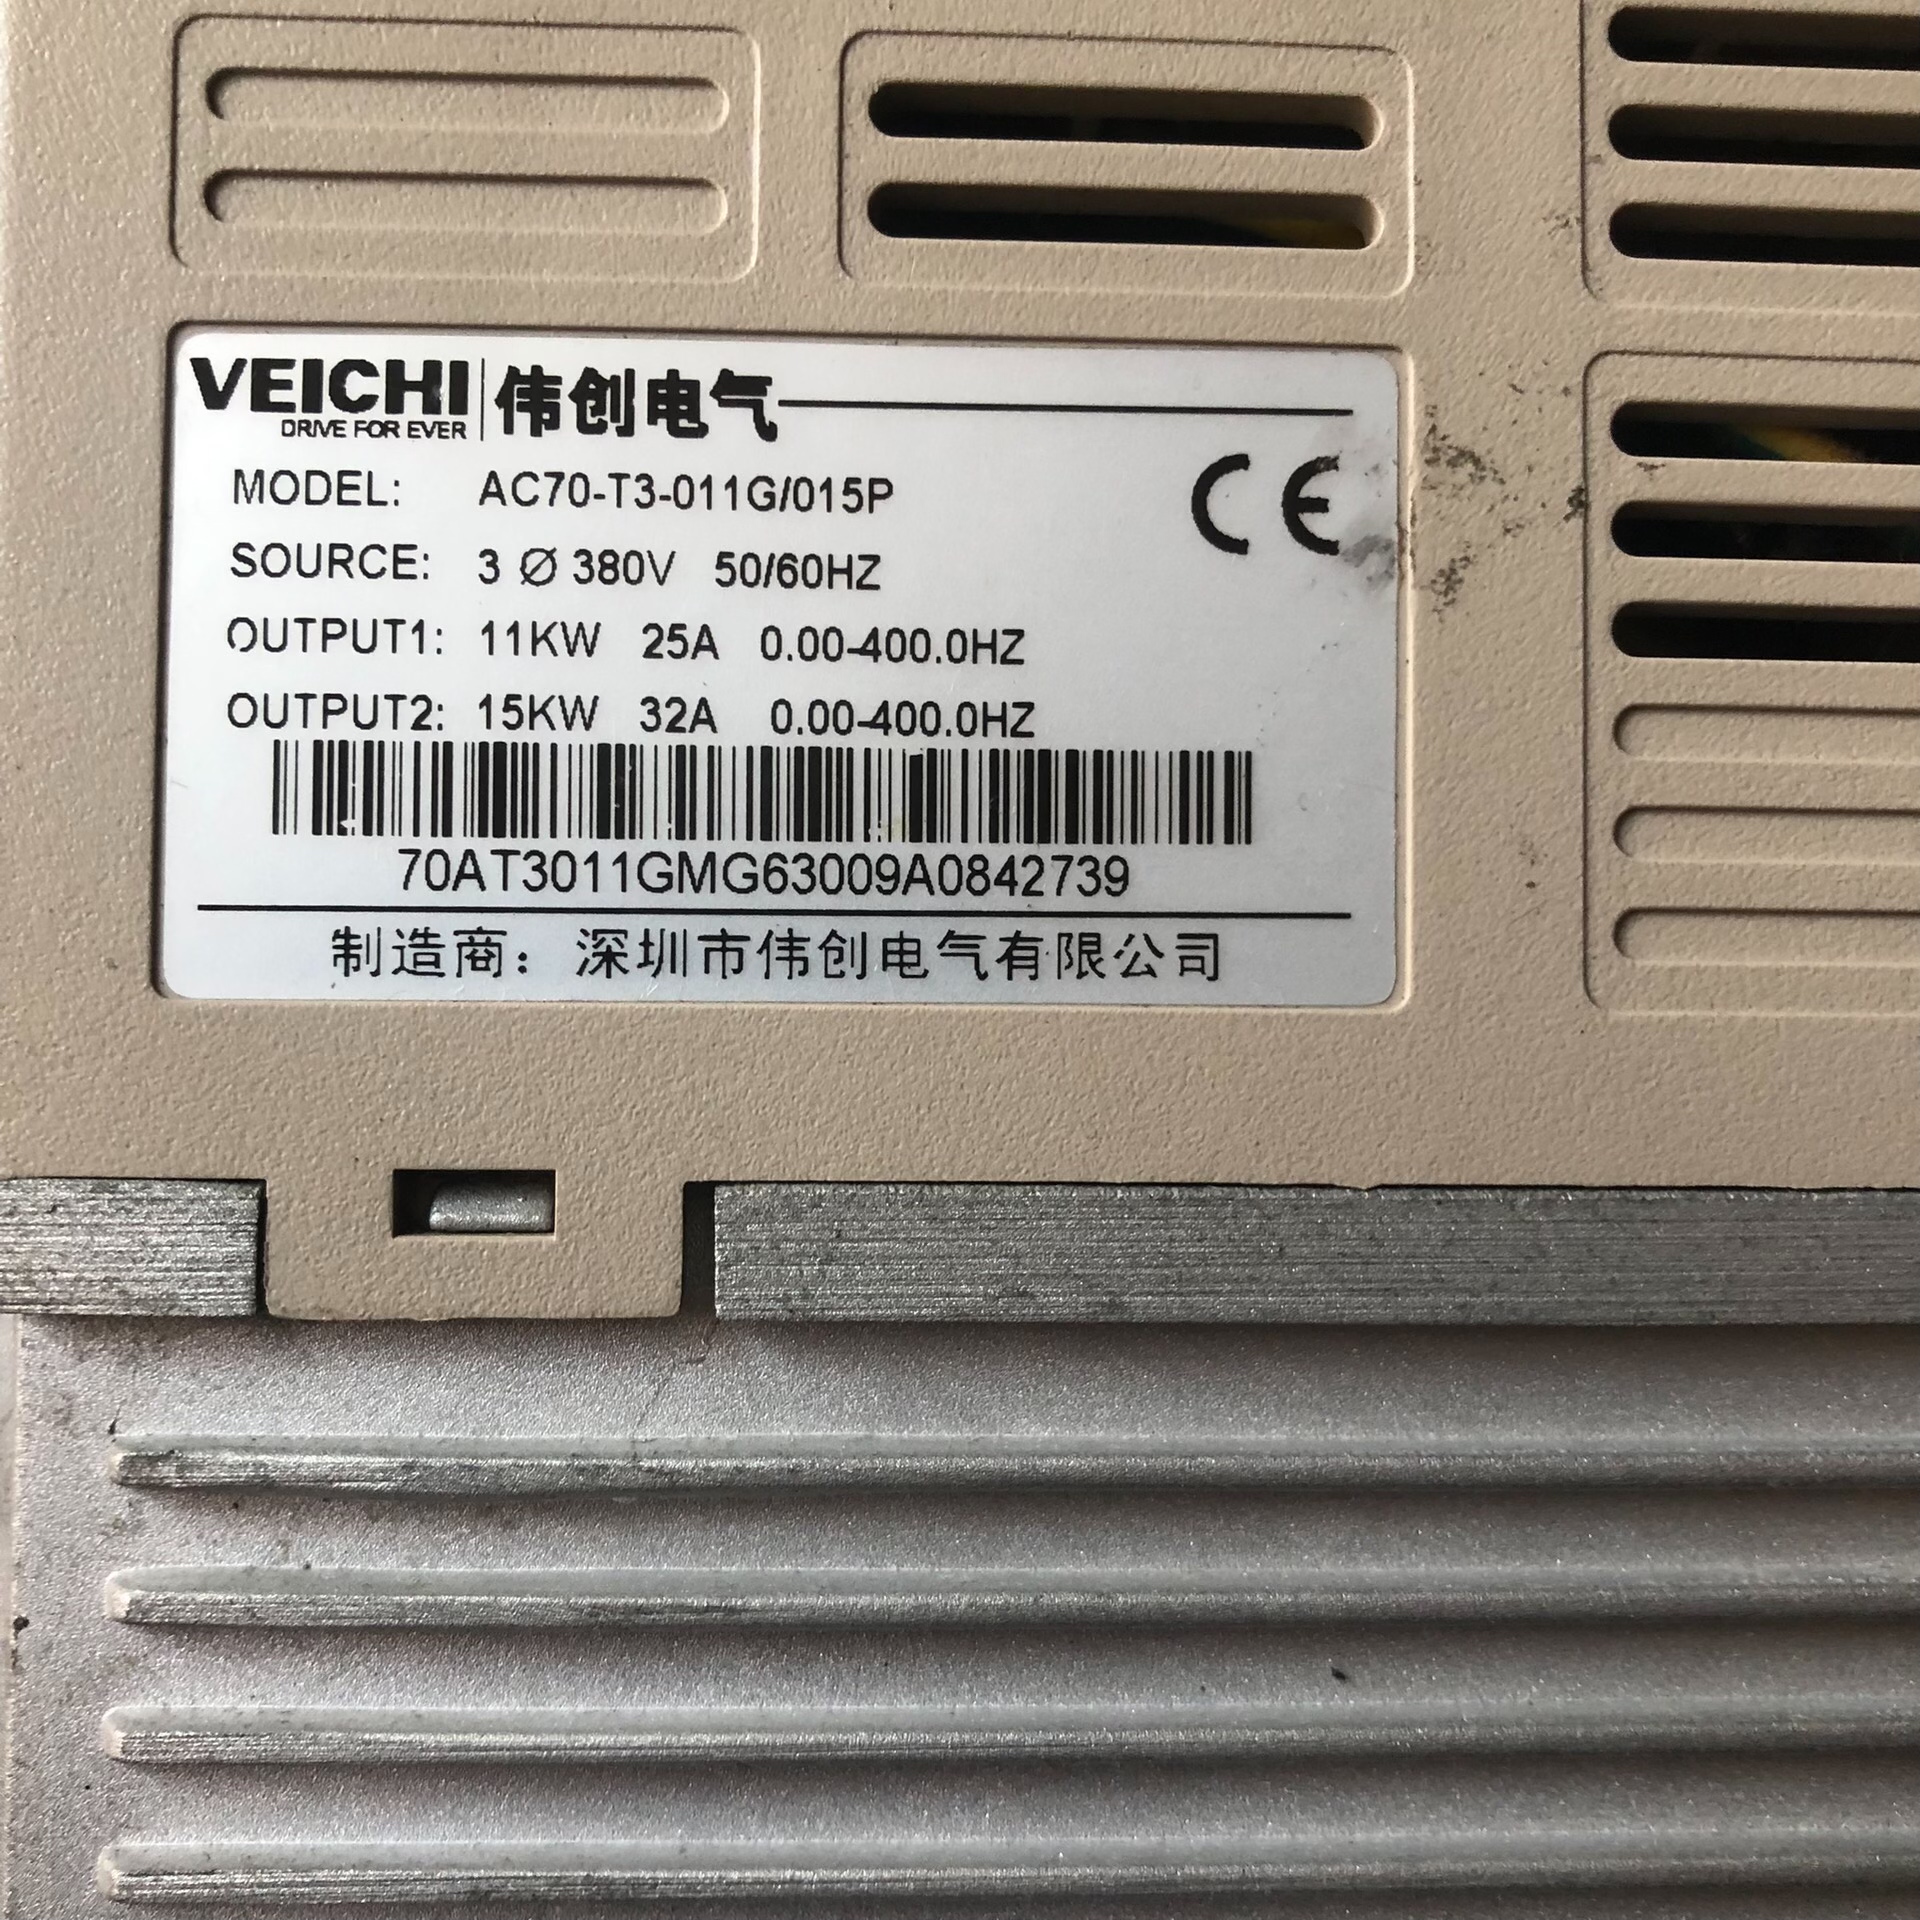 VEICHI 伟创电气
DRIVE FOR EVER
CE
MODEL: AC70-T3-011G/015P
SOURCE: 3 Ø 380V 50/60HZ
OUTPUT1: 11KW 25A 0.00-400.0HZ
OUTPUT2: 15KW 32A 0.00-400.0HZ
70AT3011GMG63009A0842739
制造商：深圳市伟创电气有限公司